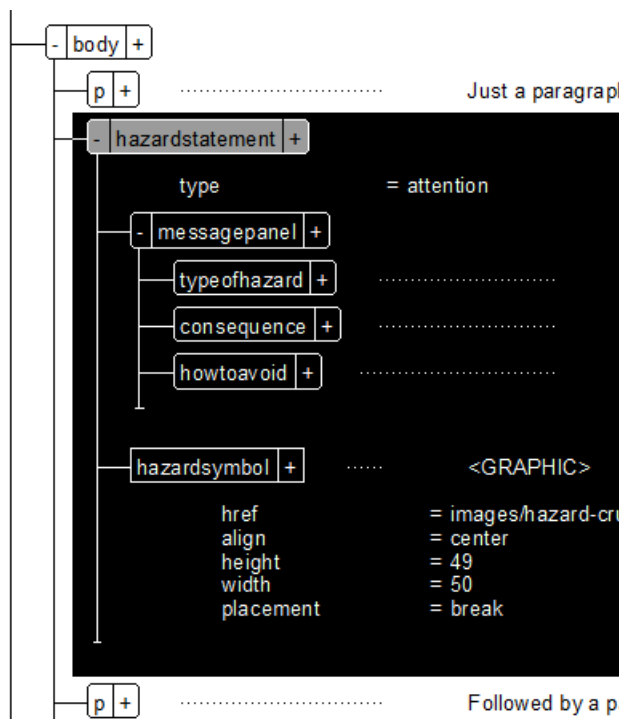 - body +
p + Just a paragraph
- hazardstatement +
type = attention
- messagepanel +
typeofhazard +
consequence +
howtoavoid +
hazardsymbol + <GRAPHIC>
href = images/hazard-cru
align = center
height = 49
width = 50
placement = break
p + Followed by a p